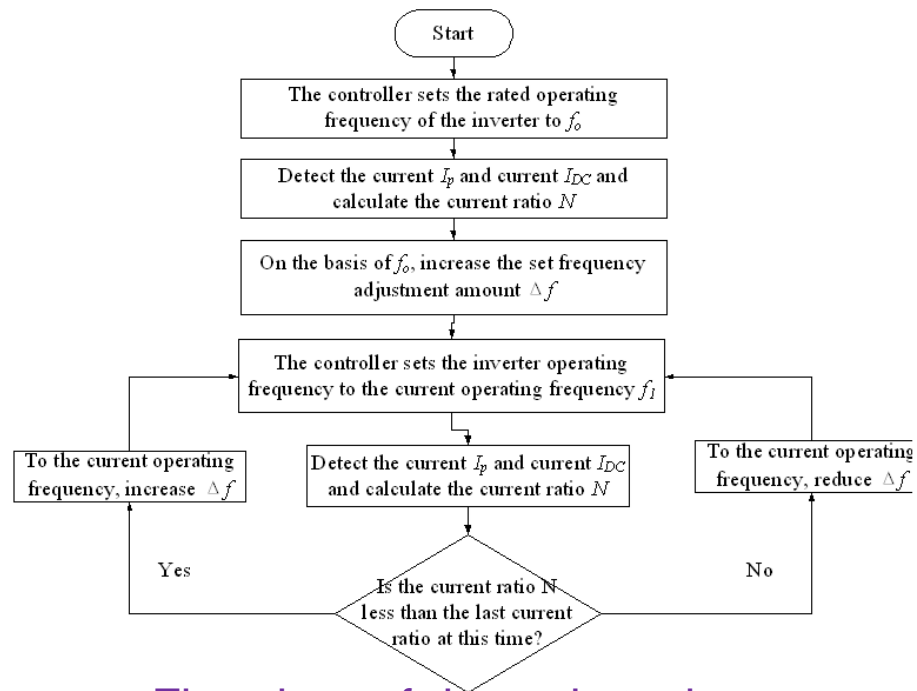 Start
The controller sets the rated operating
frequency of the inverter to fo
Detect the current Ip and current IDC and
calculate the current ratio N
On the basis of fo, increase the set frequency
adjustment amount Δf
The controller sets the inverter operating
frequency to the current operating frequency f1
To the current operating
frequency, increase Δf
Detect the current Ip and current IDC
and calculate the current ratio N
To the current operating
frequency, reduce Δf
Yes
No
Is the current ratio N
less than the last current
ratio at this time?